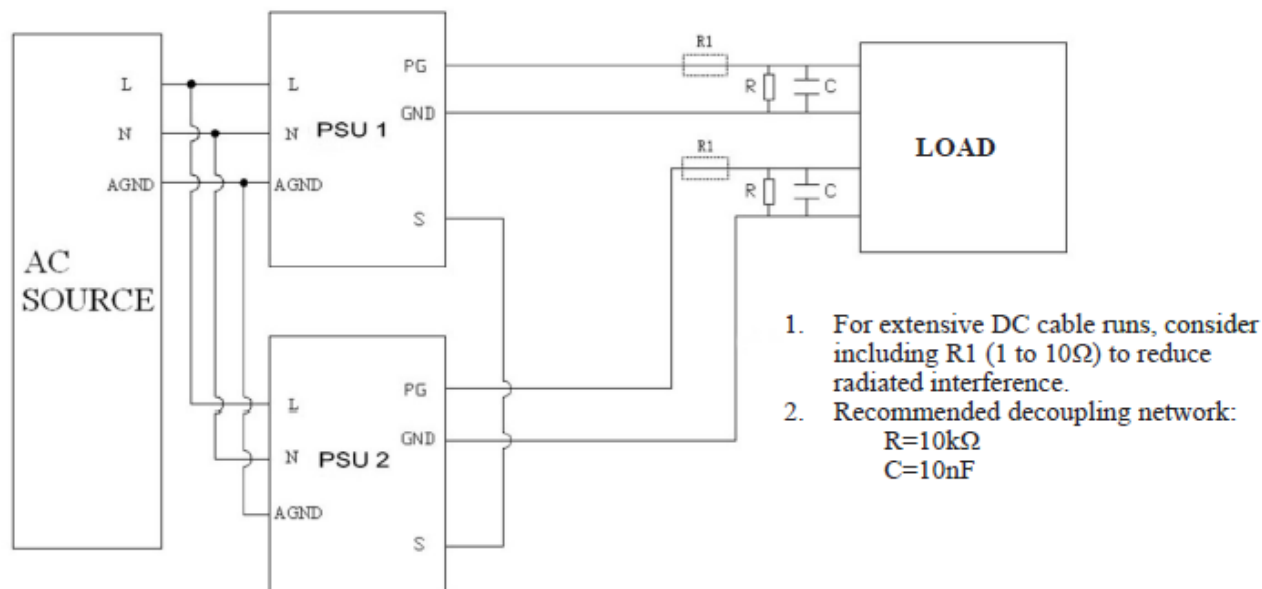 AC
SOURCE
L
N
AGND
L
N
AGND
PSU 1
PG
GND
S
L
N
AGND
PSU 2
PG
GND
S
R1
R
C
R1
R
C
LOAD
1. For extensive DC cable runs, consider
including R1 (1 to 10Ω) to reduce
radiated interference.
2. Recommended decoupling network:
R=10kΩ
C=10nF